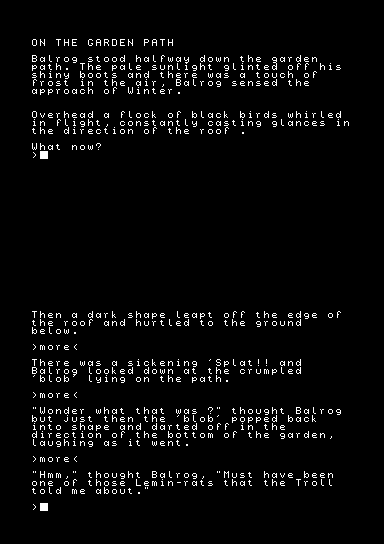 ON THE GARDEN PATH
Balrog stood halfway down the garden
path. The pale sunlight glinted off his
shiny boots and there was a touch of
frost in the air, Balrog sensed the
approach of Winter.
Overhead a flock of black birds whirled
in flight, constantly casting glances in
the direction of the roof .
What now?
>
Then a dark shape leapt off the edge of
the roof and hurtled to the ground
below.
>more<
There was a sickening 'Splat!! and
Balrog looked down at the crumpled
'blob' lying on the path.
>more<
"Wonder what that was ?" thought Balrog
but just then the 'blob' popped back
into shape and darted off in the
direction of the bottom of the garden,
laughing as it went.
>more<
"Hmm," thought Balrog, "Must have been
one of those Lemin-rats that the Troll
told me about."
>